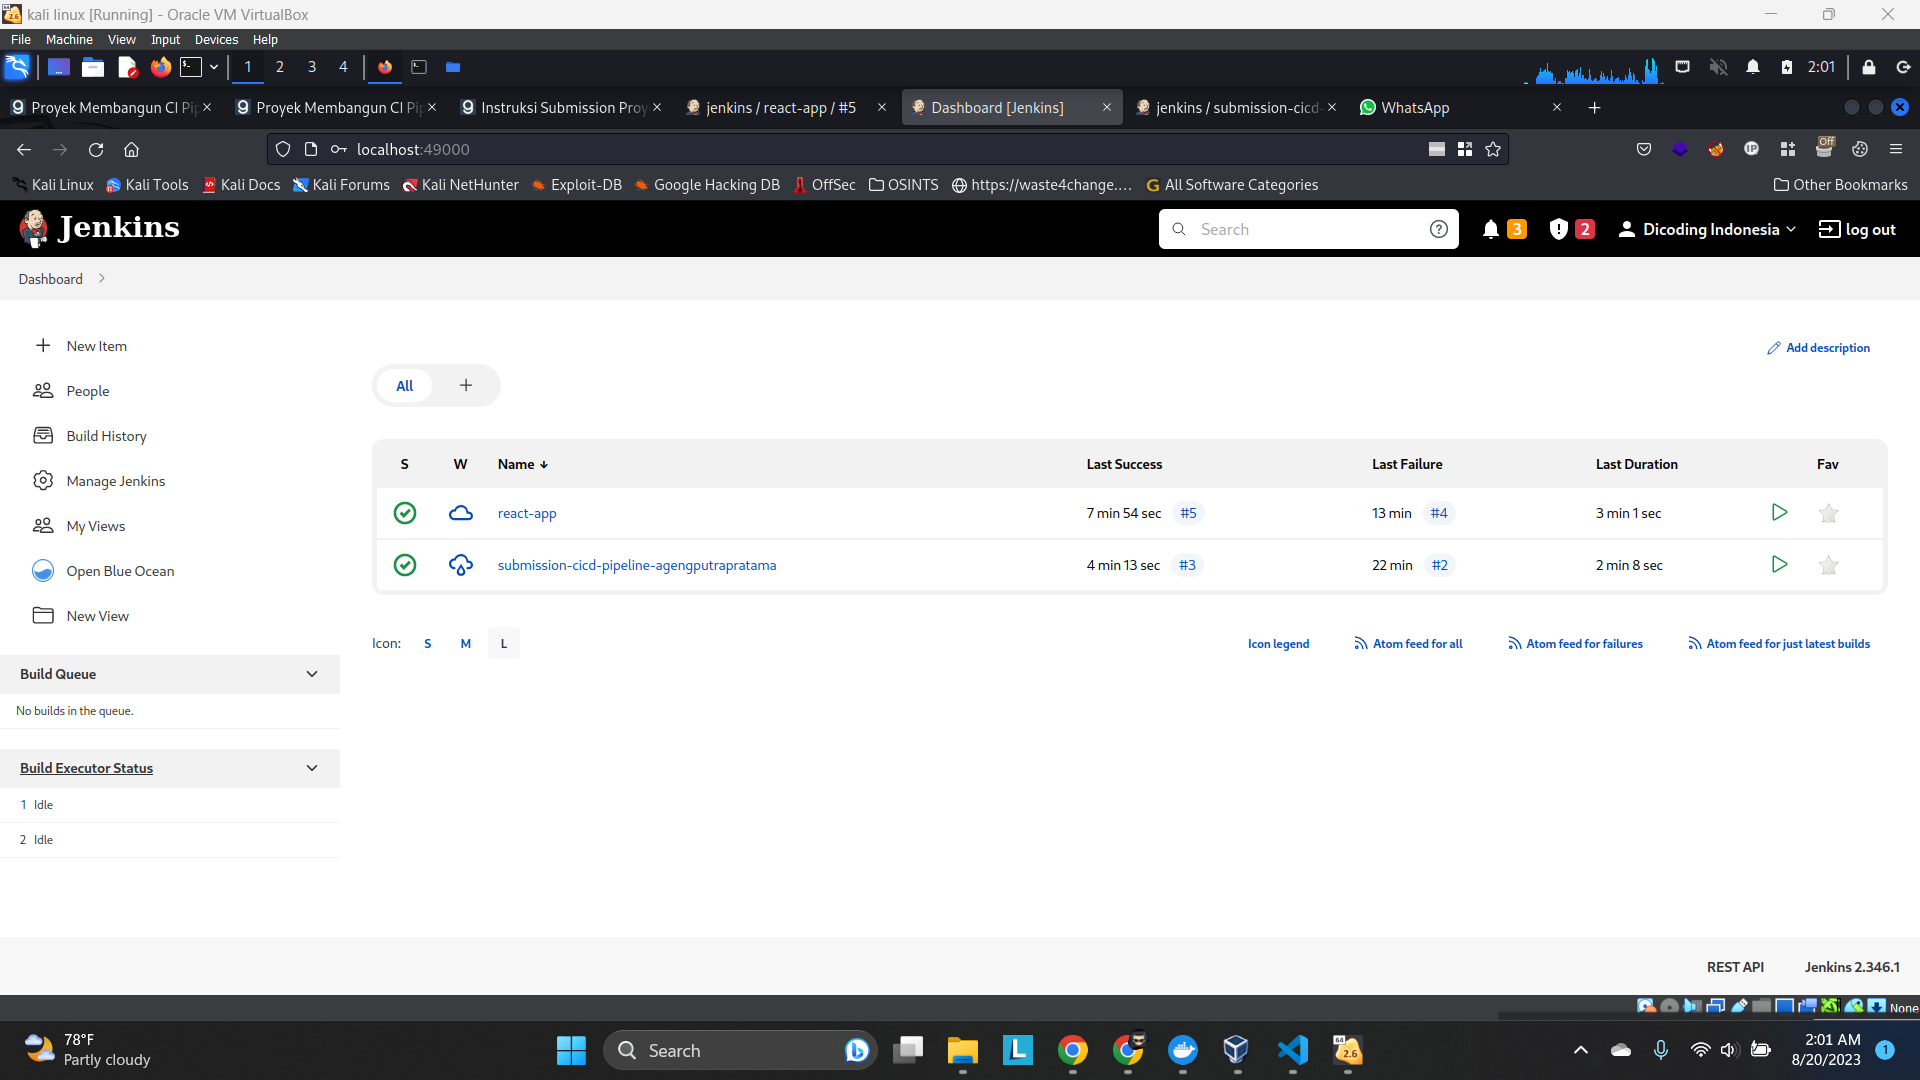 kali linux [Running] - Oracle VM VirtualBox
File Machine View Input Devices Help
1 2 3 4 2:01
Proyek Membangun CI Pip
Proyek Membangun CI Pip
Instruksi Submission Proy
jenkins / react-app / #5
Dashboard [Jenkins]
jenkins / submission-cicd-
WhatsApp
localhost:49000
IP
Off
Kali Linux Kali Tools Kali Docs Kali Forums Kali NetHunter Exploit-DB Google Hacking DB OffSec OSINTS https://waste4change.... All Software Categories Other Bookmarks
Jenkins
Search
3
2
Dicoding Indonesia
log out
Dashboard
New Item
People
Build History
Manage Jenkins
My Views
Open Blue Ocean
New View
Build Queue
No builds in the queue.
Build Executor Status
1 Idle
2 Idle
Add description
All
S W Name Last Success Last Failure Last Duration Fav
react-app 7 min 54 sec #5 13 min #4 3 min 1 sec
submission-cicd-pipeline-agengputrapratama 4 min 13 sec #3 22 min #2 2 min 8 sec
Icon: S M L
Icon legend Atom feed for all Atom feed for failures Atom feed for just latest builds
REST API Jenkins 2.346.1
None
78°F
Partly cloudy
Search
L
64
2.6
2:01 AM
8/20/2023
1